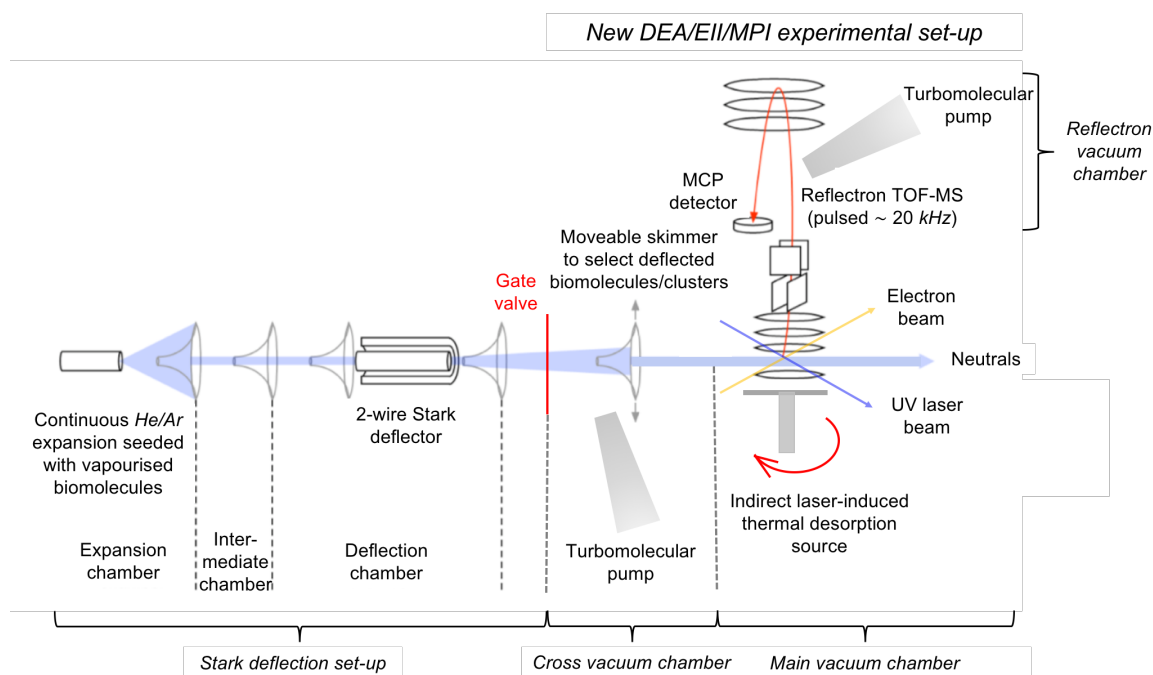 New DEA/EII/MPI experimental set-up
Turbomolecular
pump
Reflectron
vacuum
chamber
MCP
detector
Reflectron TOF-MS
(pulsed ~ 20 kHz)
Moveable skimmer
to select deflected
biomolecules/clusters
Gate
valve
Electron
beam
Neutrals
UV laser
beam
2-wire Stark
deflector
Continuous He/Ar
expansion seeded
with vapourised
biomolecules
Indirect laser-induced
thermal desorption
source
Expansion
chamber
Inter-
mediate
chamber
Deflection
chamber
Turbomolecular
pump
Stark deflection set-up
Cross vacuum chamber
Main vacuum chamber